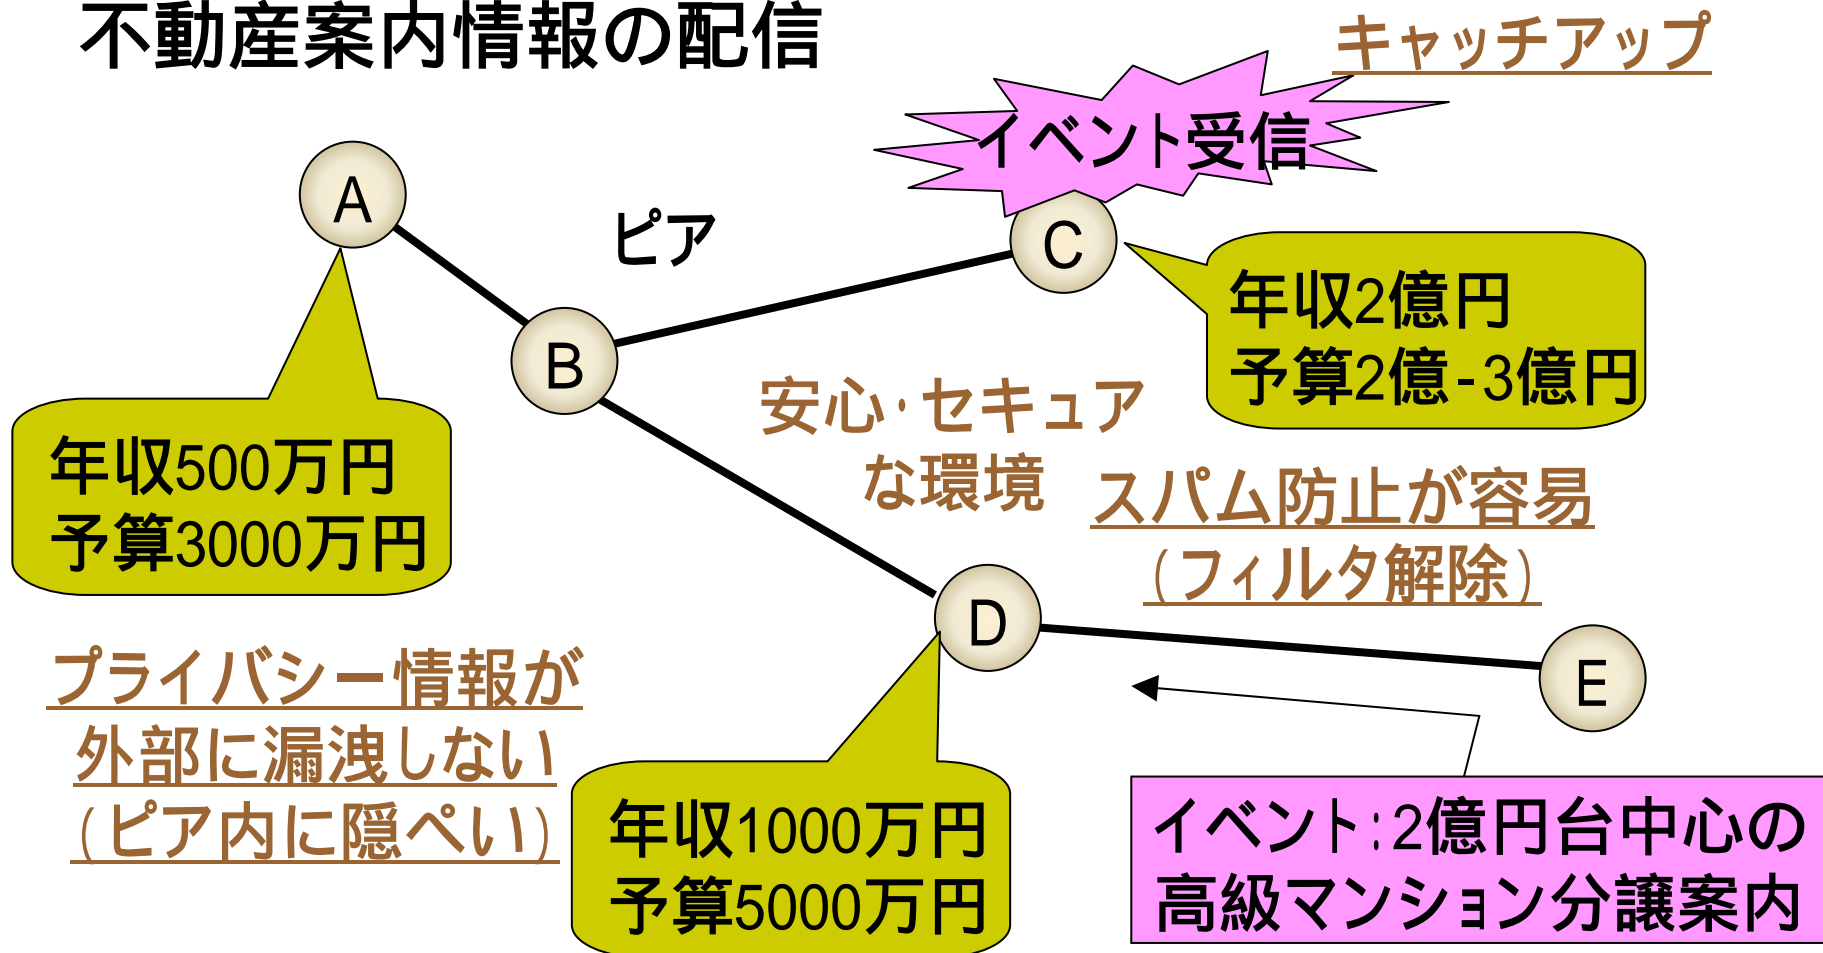 不動産案内情報の配信
キャッチアップ
イベント受信
A
ピア
C
年収2億円
予算2億-3億円
B
安心・セキュア
な環境
年収500万円
予算3000万円
スパム防止が容易
(フィルタ解除)
D
E
プライバシー情報が
外部に漏洩しない
(ピア内に隠ぺい)
年収1000万円
予算5000万円
イベント:2億円台中心の
高級マンション分譲案内